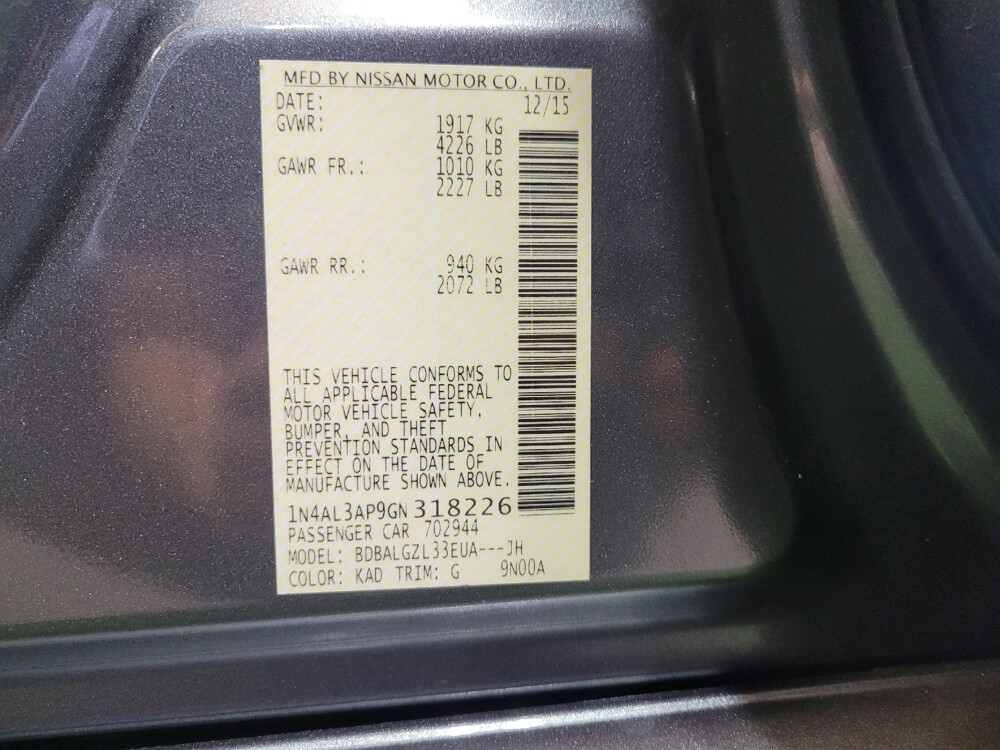 MFD BY NISSAN MOTOR CO., LTD.
DATE: 12/15
GVWR: 1917 KG
4226 LB
GAWR FR.: 1010 KG
2227 LB
GAWR RR.: 940 KG
2072 LB
THIS VEHICLE CONFORMS TO
ALL APPLICABLE FEDERAL
MOTOR VEHICLE SAFETY,
BUMPER, AND THEFT
PREVENTION STANDARDS IN
EFFECT ON THE DATE OF
MANUFACTURE SHOWN ABOVE.
1N4AL3AP9GN318226
PASSENGER CAR 702944
MODEL: BDBALGZL33EUA---JH
COLOR: KAD TRIM: G 9N00A